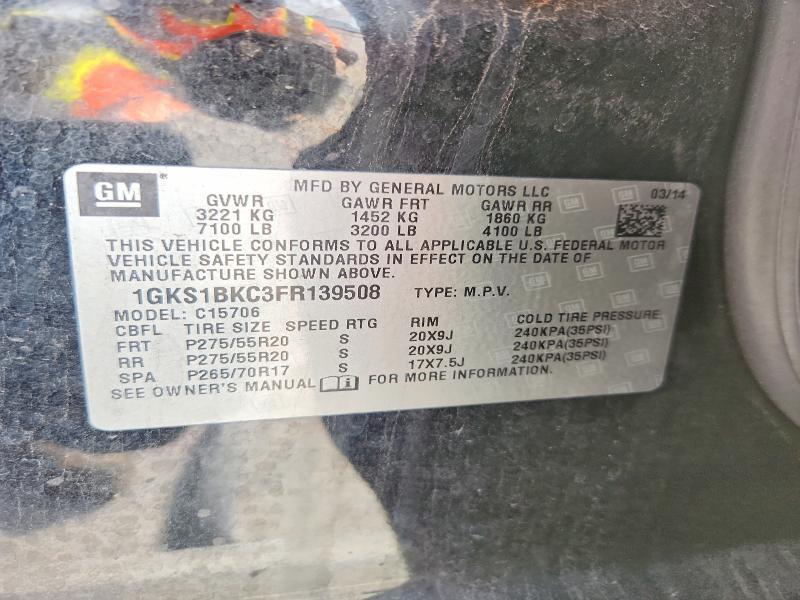 GM ® MFD BY GENERAL MOTORS LLC 03/14
GVWR GAWR FRT GAWR RR
3221 KG 1452 KG 1860 KG
7100 LB 3200 LB 4100 LB
THIS VEHICLE CONFORMS TO ALL APPLICABLE U.S. FEDERAL MOTOR
VEHICLE SAFETY STANDARDS IN EFFECT ON THE DATE OF
MANUFACTURE SHOWN ABOVE.
1GKS1BKC3FR139508 TYPE: M.P.V.
MODEL: C15706
CBFL TIRE SIZE SPEED RTG RIM COLD TIRE PRESSURE
FRT P275/55R20 S 20X9J 240KPA(35PSI)
RR P275/55R20 S 20X9J 240KPA(35PSI)
SPA P265/70R17 S 17X7.5J 240KPA(35PSI)
SEE OWNER'S MANUAL FOR MORE INFORMATION.